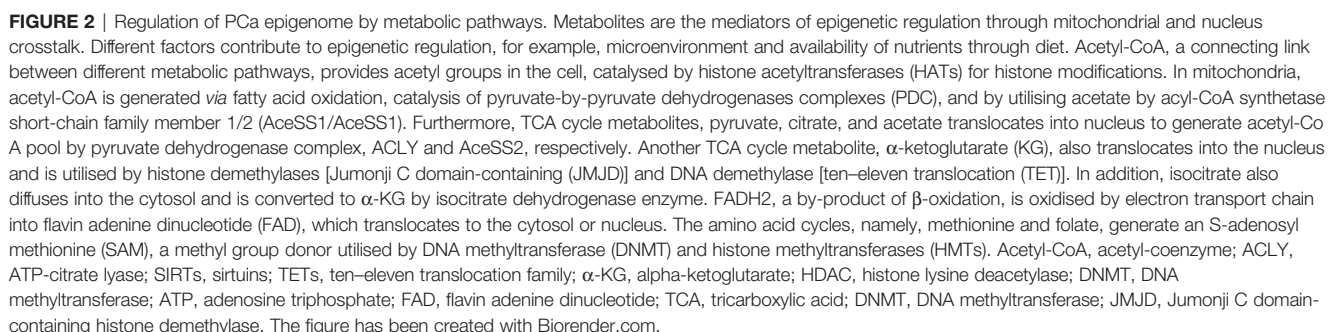 FIGURE 2 | Regulation of PCa epigenome by metabolic pathways. Metabolites are the mediators of epigenetic regulation through mitochondrial and nucleus
crosstalk. Different factors contribute to epigenetic regulation, for example, microenvironment and availability of nutrients through diet. Acetyl-CoA, a connecting link
between different metabolic pathways, provides acetyl groups in the cell, catalysed by histone acetyltransferases (HATs) for histone modifications. In mitochondria,
acetyl-CoA is generated via fatty acid oxidation, catalysis of pyruvate-by-pyruvate dehydrogenases complexes (PDC), and by utilising acetate by acyl-CoA synthetase
short-chain family member 1/2 (AceSS1/AceSS1). Furthermore, TCA cycle metabolites, pyruvate, citrate, and acetate translocates into nucleus to generate acetyl-Co
A pool by pyruvate dehydrogenase complex, ACLY and AceSS2, respectively. Another TCA cycle metabolite, α-ketoglutarate (KG), also translocates into the nucleus
and is utilised by histone demethylases [Jumonji C domain-containing (JMJD)] and DNA demethylase [ten–eleven translocation (TET)]. In addition, isocitrate also
diffuses into the cytosol and is converted to α-KG by isocitrate dehydrogenase enzyme. FADH2, a by-product of β-oxidation, is oxidised by electron transport chain
into flavin adenine dinucleotide (FAD), which translocates to the cytosol or nucleus. The amino acid cycles, namely, methionine and folate, generate an S-adenosyl
methionine (SAM), a methyl group donor utilised by DNA methyltransferase (DNMT) and histone methyltransferases (HMTs). Acetyl-CoA, acetyl-coenzyme; ACLY,
ATP-citrate lyase; SIRTs, sirtuins; TETs, ten–eleven translocation family; α-KG, alpha-ketoglutarate; HDAC, histone lysine deacetylase; DNMT, DNA
methyltransferase; ATP, adenosine triphosphate; FAD, flavin adenine dinucleotide; TCA, tricarboxylic acid; DNMT, DNA methyltransferase; JMJD, Jumonji C domain-
containing histone demethylase. The figure has been created with Biorender.com.